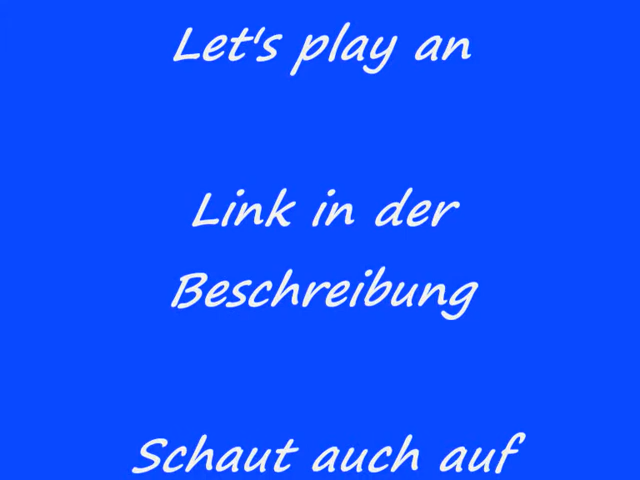 Let's play an
Link in der
Beschreibung
Schaut auch auf